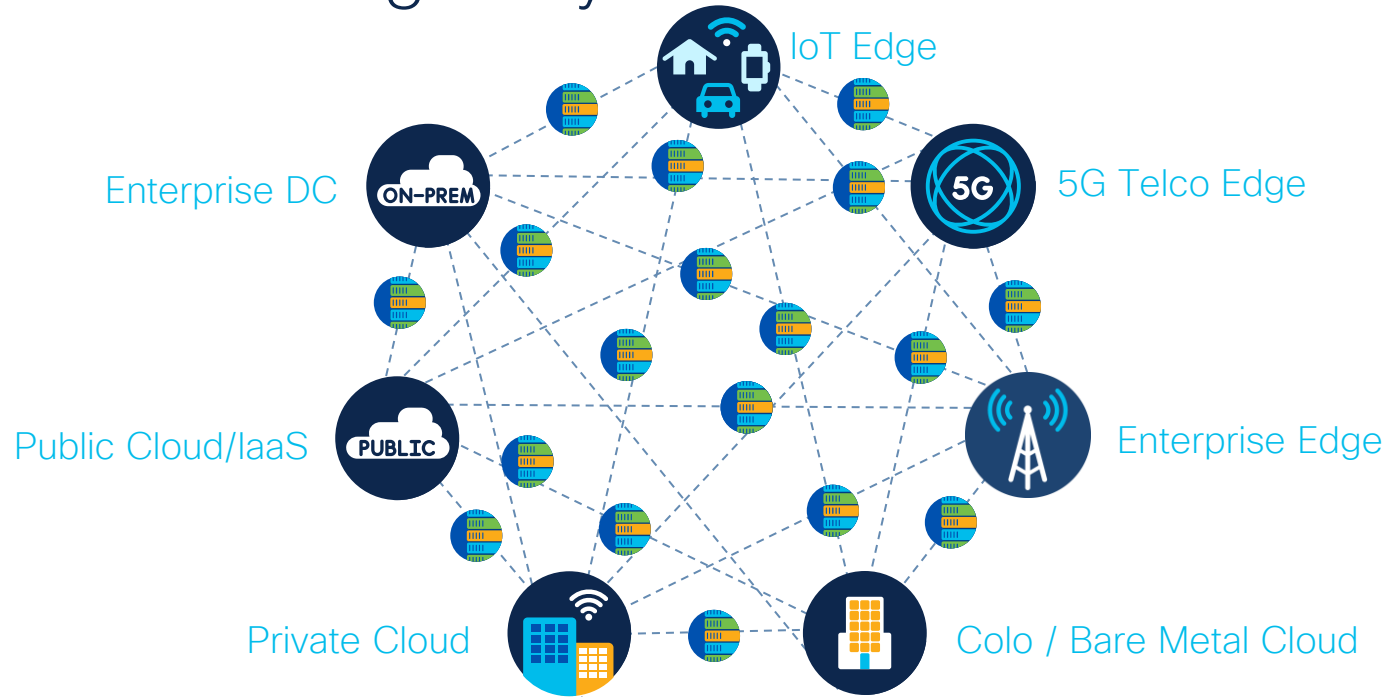 IoT Edge
Enterprise DC
ON-PREM
5G
5G Telco Edge
Public Cloud/IaaS
PUBLIC
Enterprise Edge
Private Cloud
Colo / Bare Metal Cloud